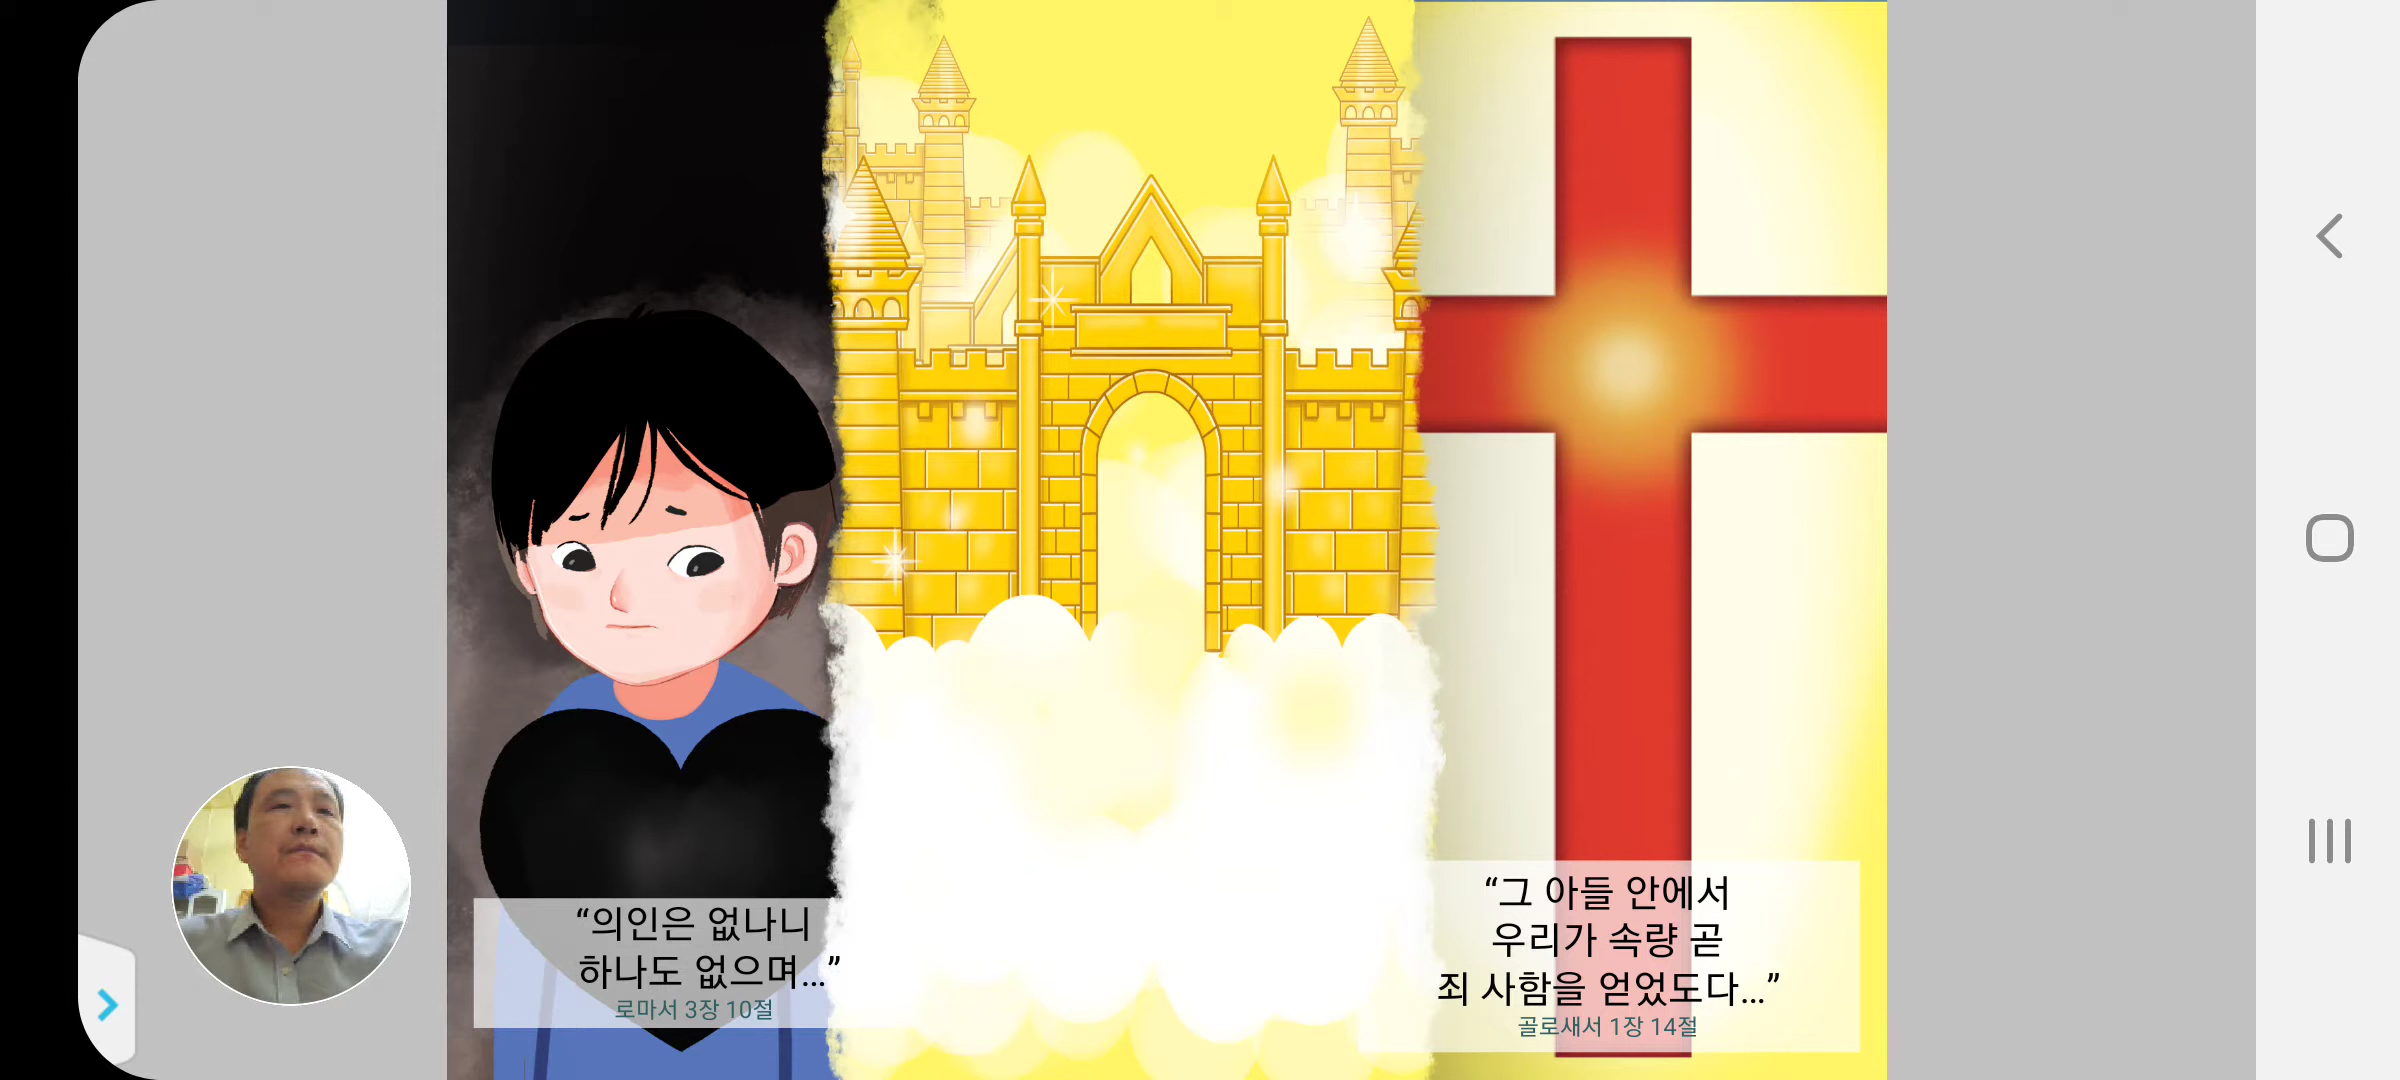 “의인은 없나니
하나도 없으며...”
로마서 3장 10절
“그 아들 안에서
우리가 속량 곧
죄 사함을 얻었도다...”
골로새서 1장 14절